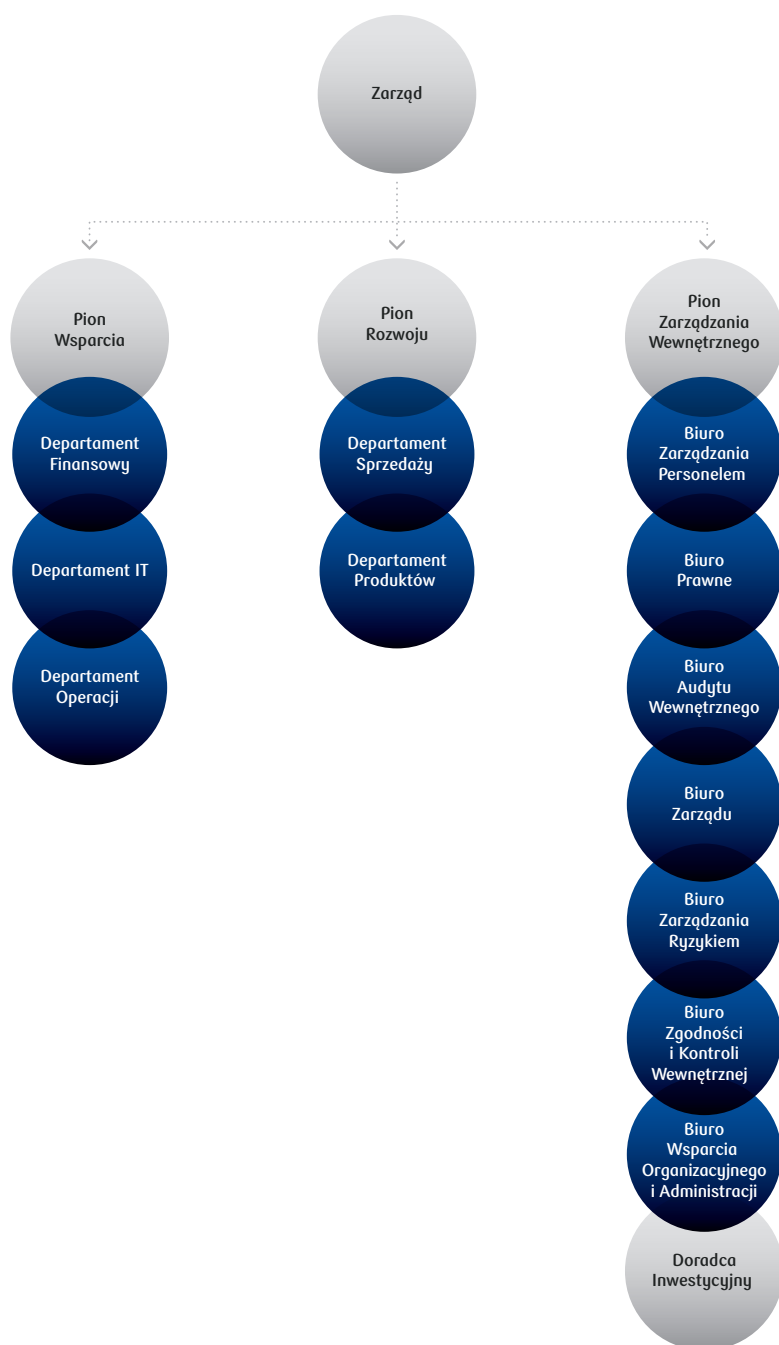 Zarząd
Pion
Wsparcia
Departament
Finansowy
Departament IT
Departament
Operacji
Pion
Rozwoju
Departament
Sprzedaży
Departament
Produktów
Pion
Zarządzania
Wewnętrznego
Biuro
Zarządzania
Personelem
Biuro
Prawne
Biuro
Audytu
Wewnętrznego
Biuro
Zarządu
Biuro
Zarządzania
Ryzykiem
Biuro
Zgodności
i Kontroli
Wewnętrznej
Biuro
Wsparcia
Organizacyjnego
i Administracji
Doradca
Inwestycyjny